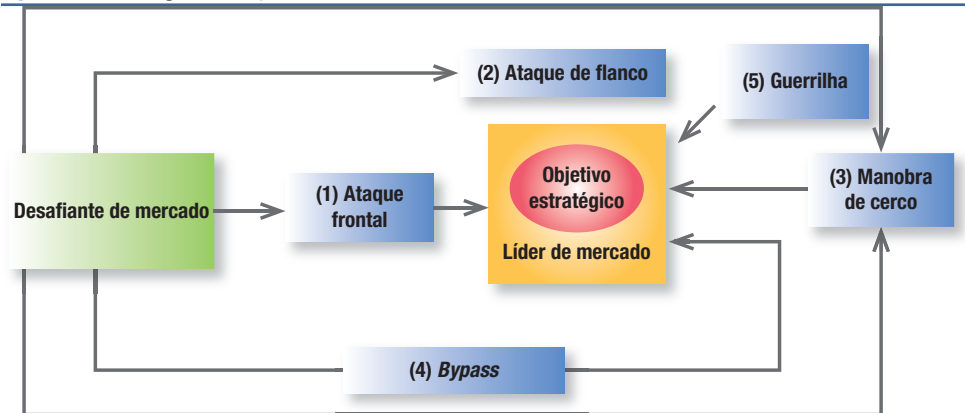 (2) Ataque de flanco
(5) Guerrilha
Desafiante de mercado
(1) Ataque
frontal
Objetivo
estratégico
Líder de mercado
(3) Manobra
de cerco
(4) Bypass